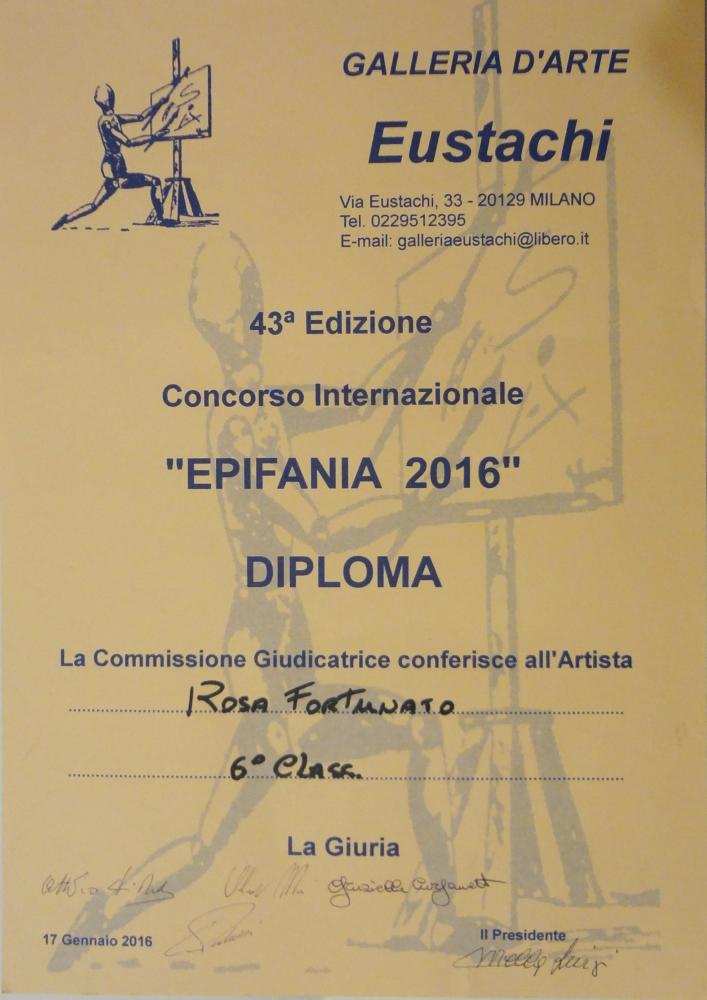 GALLERIA D'ARTE
Eustachi
Via Eustachi, 33 - 20129 MILANO
Tel. 0229512395
E-mail: galleriaeustachi@libero.it
43ª Edizione
Concorso Internazionale
"EPIFANIA 2016"
DIPLOMA
La Commissione Giudicatrice conferisce all'Artista
ROSA FORTUNATO
6° CLASS.
La Giuria
17 Gennaio 2016
Il Presidente